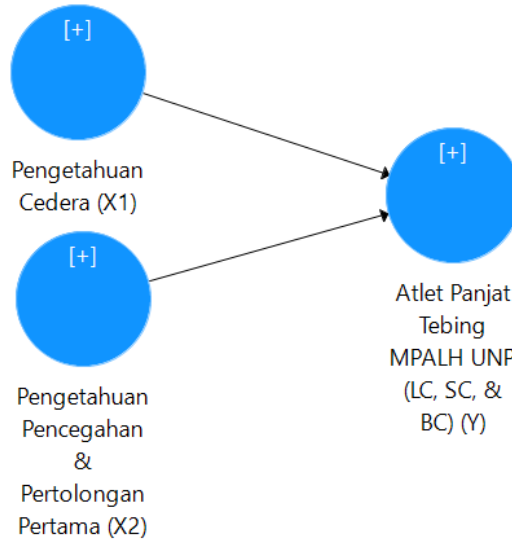 [+]
Pengetahuan
Cedera (X1)
[+]
Pengetahuan
Pencegahan
&
Pertolongan
Pertama (X2)
[+]
Atlet Panjat
Tebing
MPALH UNP
(LC, SC, &
BC) (Y)